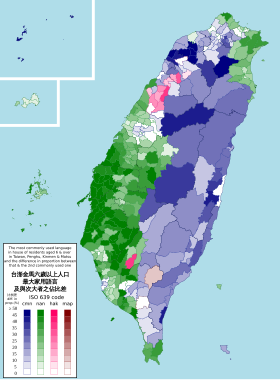 The most commonly used language
in house of residents aged 6 & over
in Taiwan, Penghu, Kinmen & Matsu
and the difference in proportion between
that & the 2nd commonly used one
台澎金馬六歲以上人口
最大家用語言
及與次大者之佔比差
ISO 639 code
cmn nan hak map
45
40
35
30
25
20
15
10
5
0